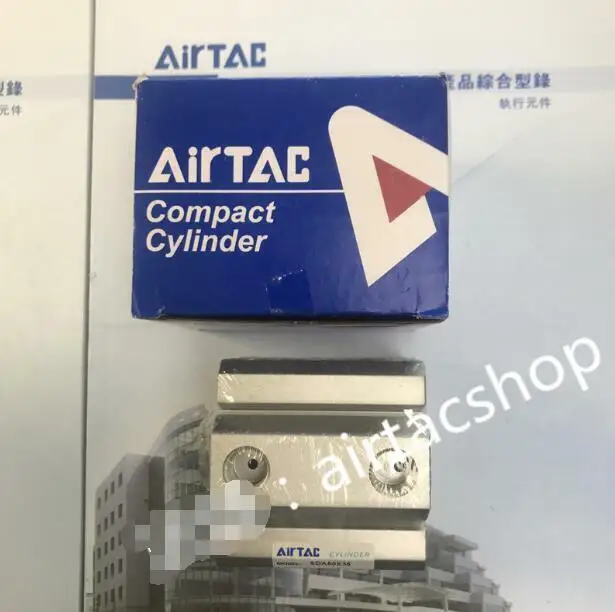 AirTAC
型錄
產品綜合型錄
元件
執行元件
AirTAC
Compact
Cylinder
: airtacshop
AirTAC CYLINDER